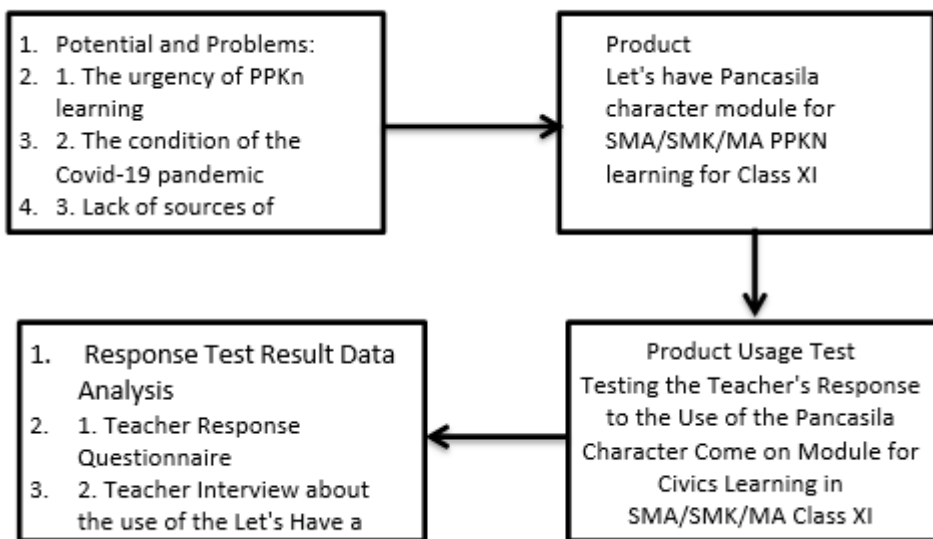 1. Potential and Problems:
2. 1. The urgency of PPKn
learning
3. 2. The condition of the
Covid-19 pandemic
4. 3. Lack of sources of
Product
Let's have Pancasila
character module for
SMA/SMK/MA PPKN
learning for Class XI
Product Usage Test
Testing the Teacher's Response
to the Use of the Pancasila
Character Come on Module for
Civics Learning in
SMA/SMK/MA Class XI
1. Response Test Result Data
Analysis
2. 1. Teacher Response
Questionnaire
3. 2. Teacher Interview about
the use of the Let's Have a